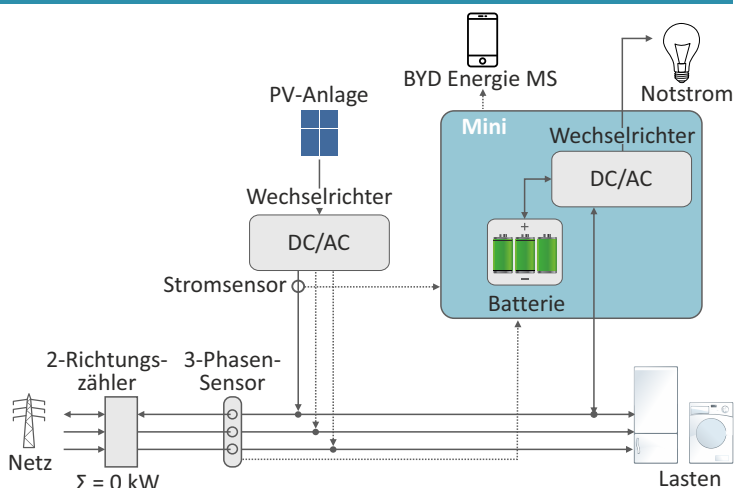 BYD Energie MS
Notstrom
PV-Anlage
Mini
Wechselrichter
DC/AC
Wechselrichter
DC/AC
+
−
Batterie
Stromsensor
2-Richtungs-
zähler
3-Phasen-
Sensor
Netz
Σ = 0 kW
Lasten